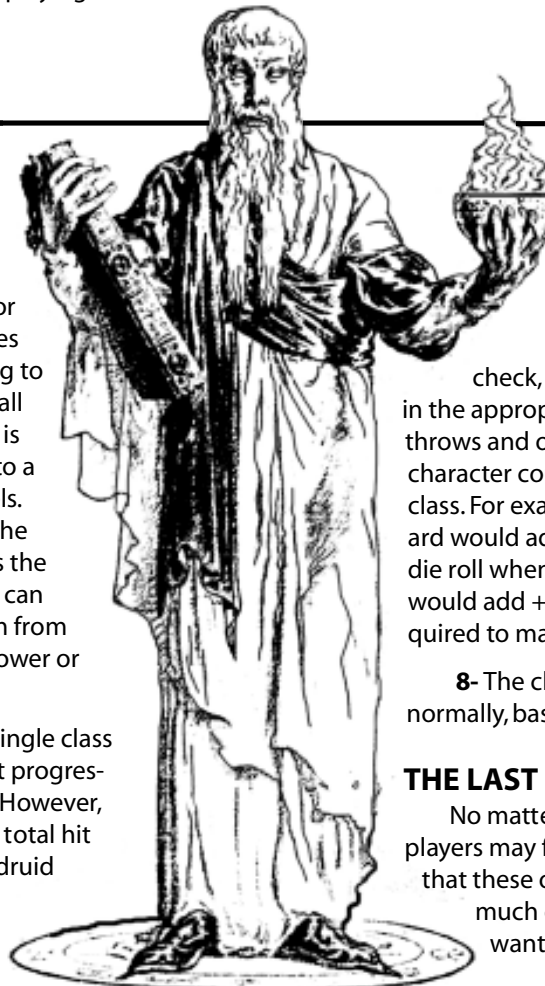 playing
or
es
g to
all
is
to a
ls.
he
s the
can
n from
ower or
ingle class
t progres-
However,
total hit
druid
check,
in the approp
throws and o
character co
class. For exa
ard would ad
die roll when
would add +
quired to ma
8- The cl
normally, bas
THE LAST
No matte
players may f
that these c
much
want